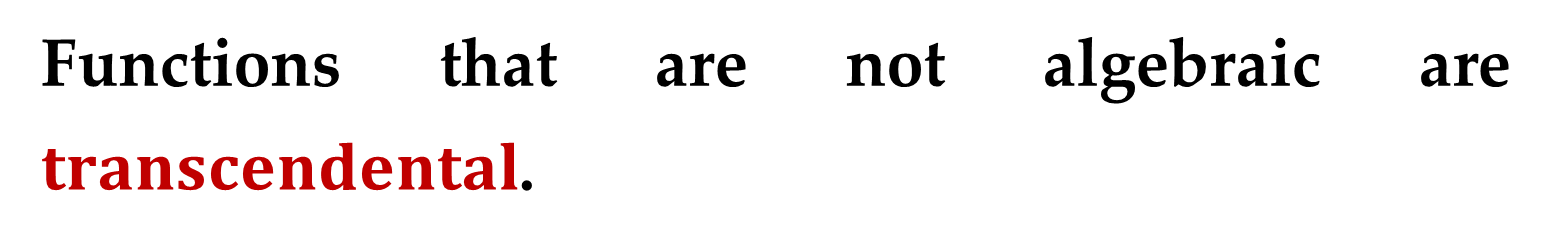 Functions that are not algebraic are
transcendental.